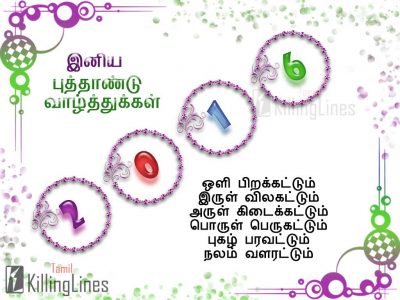 இனிய
புத்தாண்டு
வாழ்த்துக்கள்
2 0 1 6
ஒளி பிறக்கட்டும்
இருள் விலகட்டும்
அருள் கிடைக்கட்டும்
பொருள் பெருகட்டும்
புகழ் பரவட்டும்
நலம் வளரட்டும்
Tamil
KillingLines
KillingLines